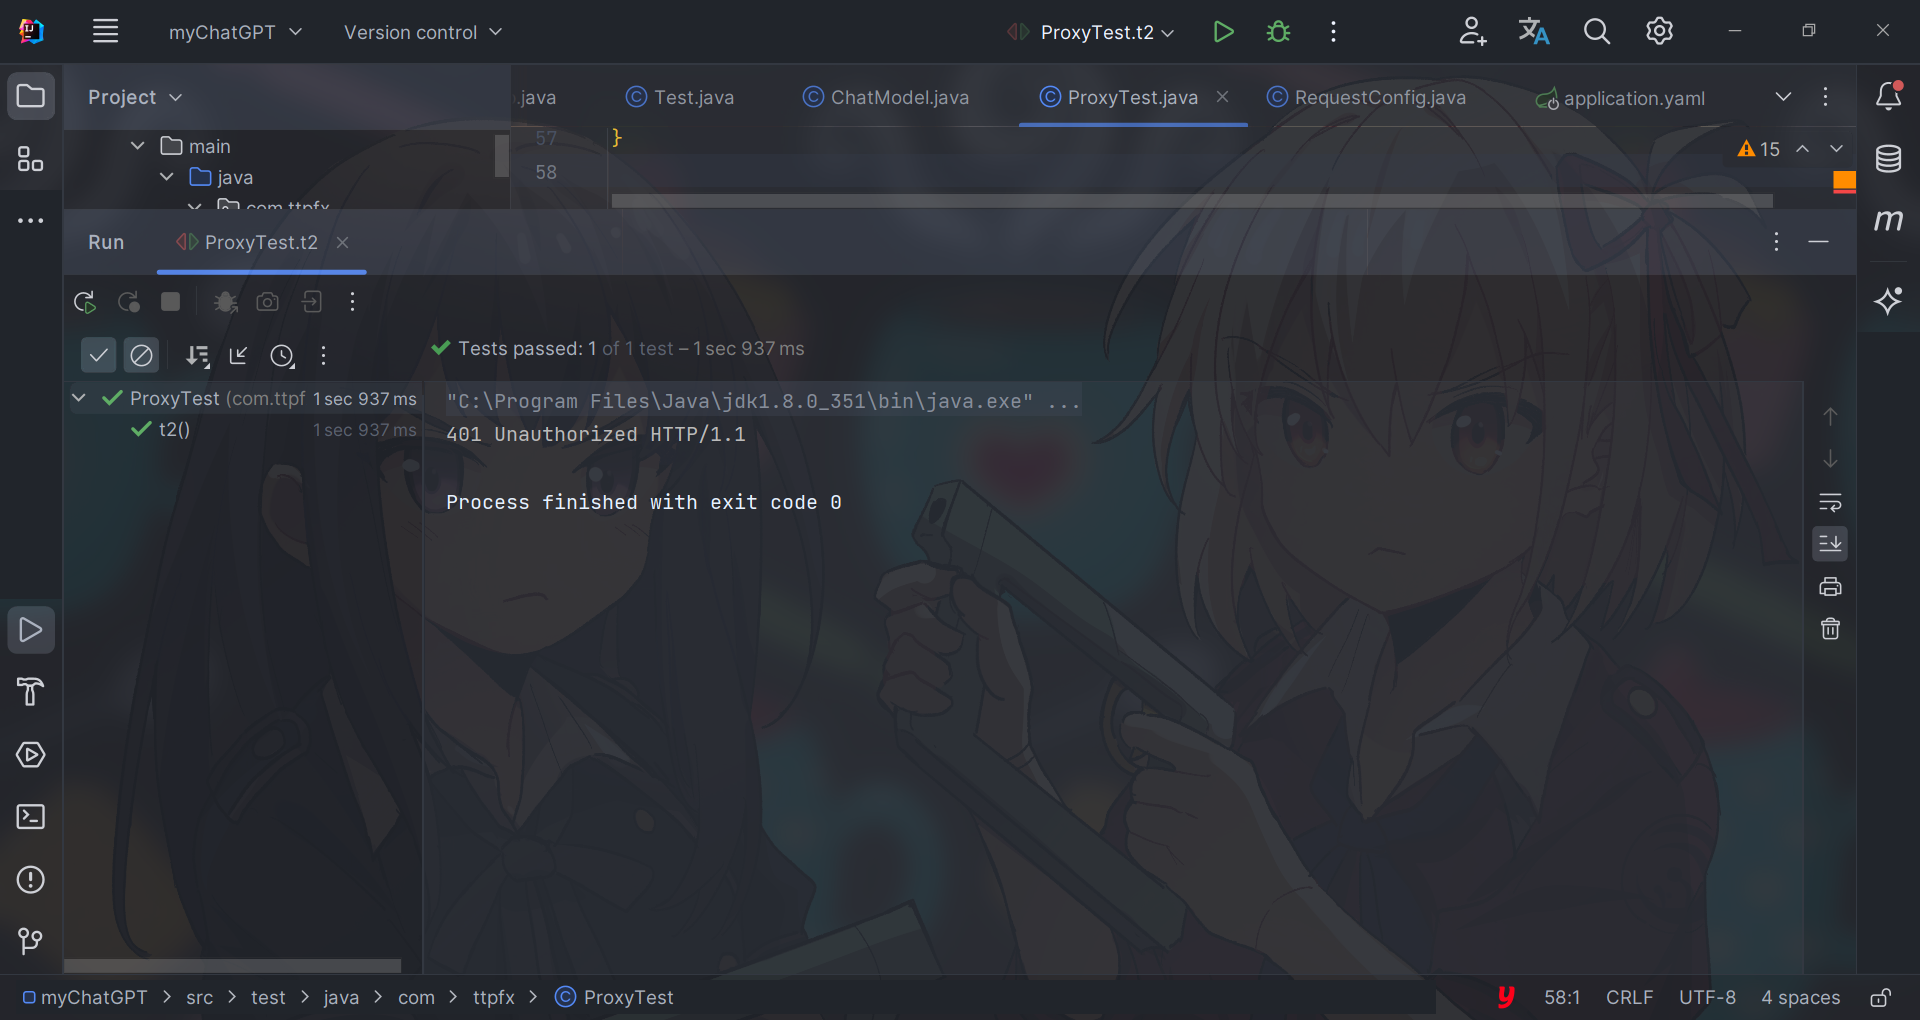 myChatGPT
Version control
ProxyTest.t2
Project
.java
Test.java
ChatModel.java
ProxyTest.java
RequestConfig.java
application.yaml
main
java
57
}
58
15
Run
ProxyTest.t2
Tests passed: 1 of 1 test – 1 sec 937 ms
ProxyTest (com.ttpf 1 sec 937 ms
t2() 1 sec 937 ms
"C:\Program Files\Java\jdk1.8.0_351\bin\java.exe" ...
401 Unauthorized HTTP/1.1
Process finished with exit code 0
myChatGPT > src > test > java > com > ttpfx > ProxyTest
58:1 CRLF UTF-8 4 spaces